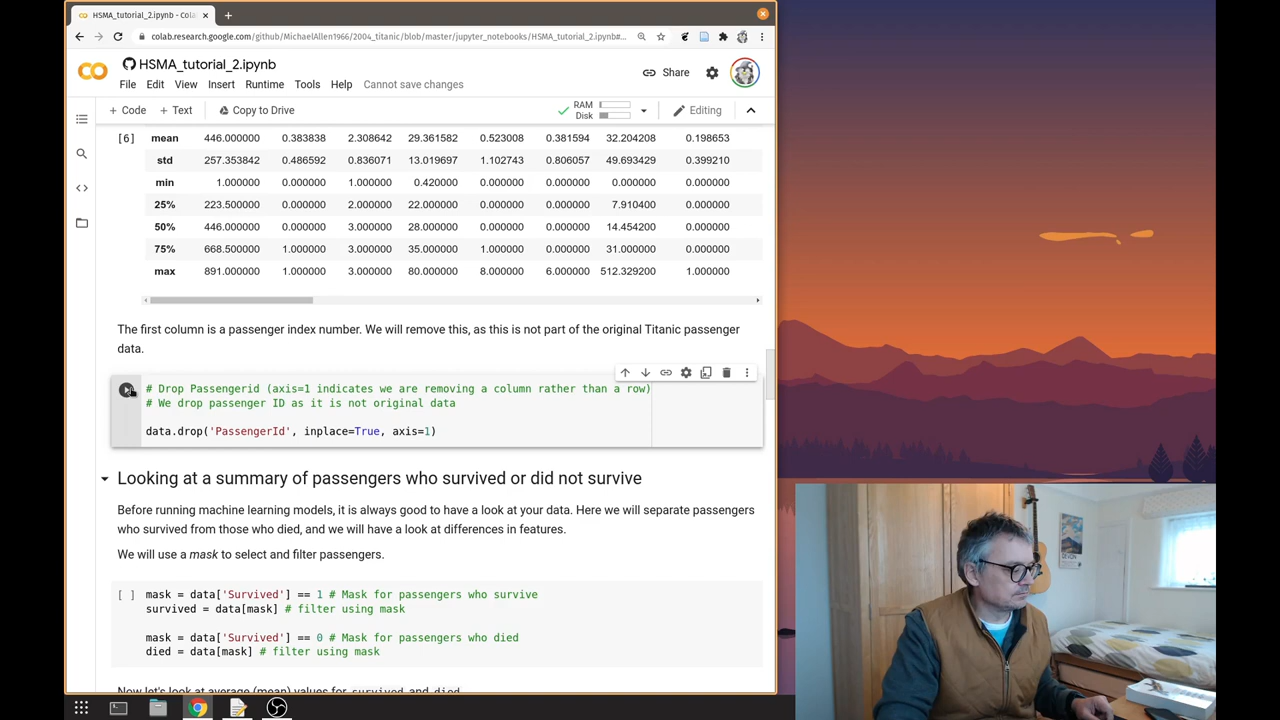 HSMA_tutorial_2.ipynb - Cola
colab.research.google.com/github/MichaelAllen1966/2004_titanic/blob/master/jupyter_notebooks/HSMA_tutorial_2.ipynb#...
HSMA_tutorial_2.ipynb
File Edit View Insert Runtime Tools Help Cannot save changes
Share
+ Code + Text Copy to Drive
RAM
Disk
Editing
[6] mean 446.000000 0.383838 2.308642 29.361582 0.523008 0.381594 32.204208 0.198653
std 257.353842 0.486592 0.836071 13.019697 1.102743 0.806057 49.693429 0.399210
min 1.000000 0.000000 1.000000 0.420000 0.000000 0.000000 0.000000 0.000000
25% 223.500000 0.000000 2.000000 22.000000 0.000000 0.000000 7.910400 0.000000
50% 446.000000 0.000000 3.000000 28.000000 0.000000 0.000000 14.454200 0.000000
75% 668.500000 1.000000 3.000000 35.000000 1.000000 0.000000 31.000000 0.000000
max 891.000000 1.000000 3.000000 80.000000 8.000000 6.000000 512.329200 1.000000
The first column is a passenger index number. We will remove this, as this is not part of the original Titanic passenger
data.
# Drop Passengerid (axis=1 indicates we are removing a column rather than a row)
# We drop passenger ID as it is not original data
data.drop('PassengerId', inplace=True, axis=1)
Looking at a summary of passengers who survived or did not survive
Before running machine learning models, it is always good to have a look at your data. Here we will separate passengers
who survived from those who died, and we will have a look at differences in features.
We will use a mask to select and filter passengers.
[ ] mask = data['Survived'] == 1 # Mask for passengers who survive
survived = data[mask] # filter using mask
mask = data['Survived'] == 0 # Mask for passengers who died
died = data[mask] # filter using mask
Now let's look at average (mean) values for survived and died
DEVON